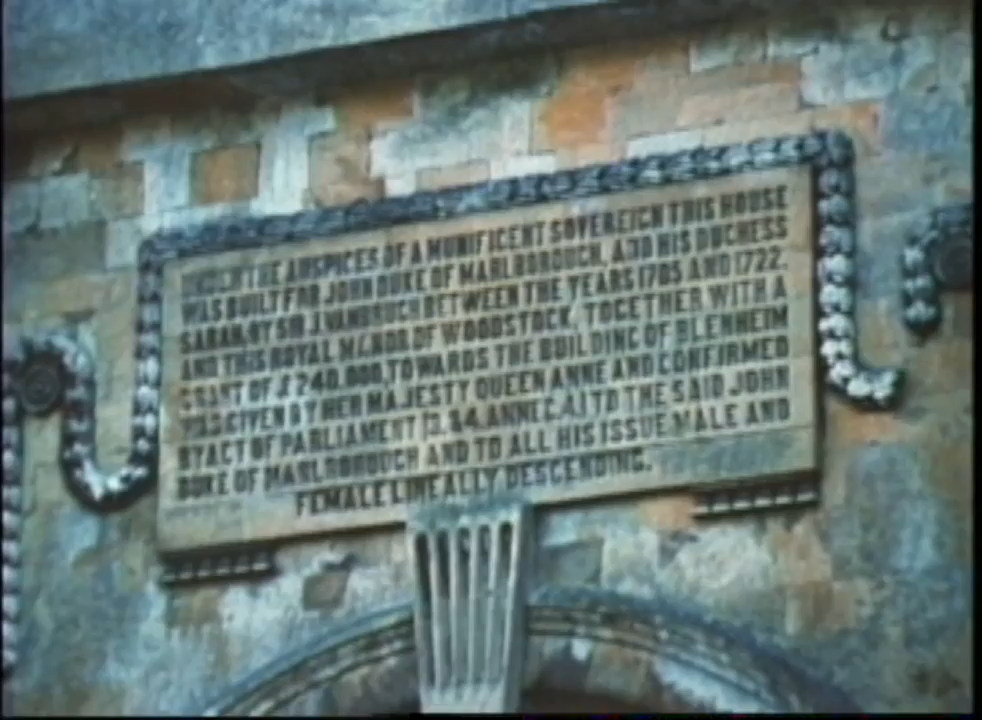 UNDER THE AUSPICES OF A MUNIFICENT SOVEREIGN THIS HOUSE
WAS BUILT FOR JOHN DUKE OF MARLBOROUGH, AND HIS DUCHESS
SARAH, BY SIR J. VANBRUGH BETWEEN THE YEARS 1705 AND 1722.
AND THIS ROYAL MANOR OF WOODSTOCK, TOGETHER WITH A
GRANT OF £240,000, TOWARDS THE BUILDING OF BLENHEIM
WAS GIVEN BY HER MAJESTY QUEEN ANNE AND CONFIRMED
BY ACT OF PARLIAMENT TO THE SAID JOHN
DUKE OF MARLBOROUGH AND TO ALL HIS ISSUE MALE AND
FEMALE LINEALLY DESCENDING.